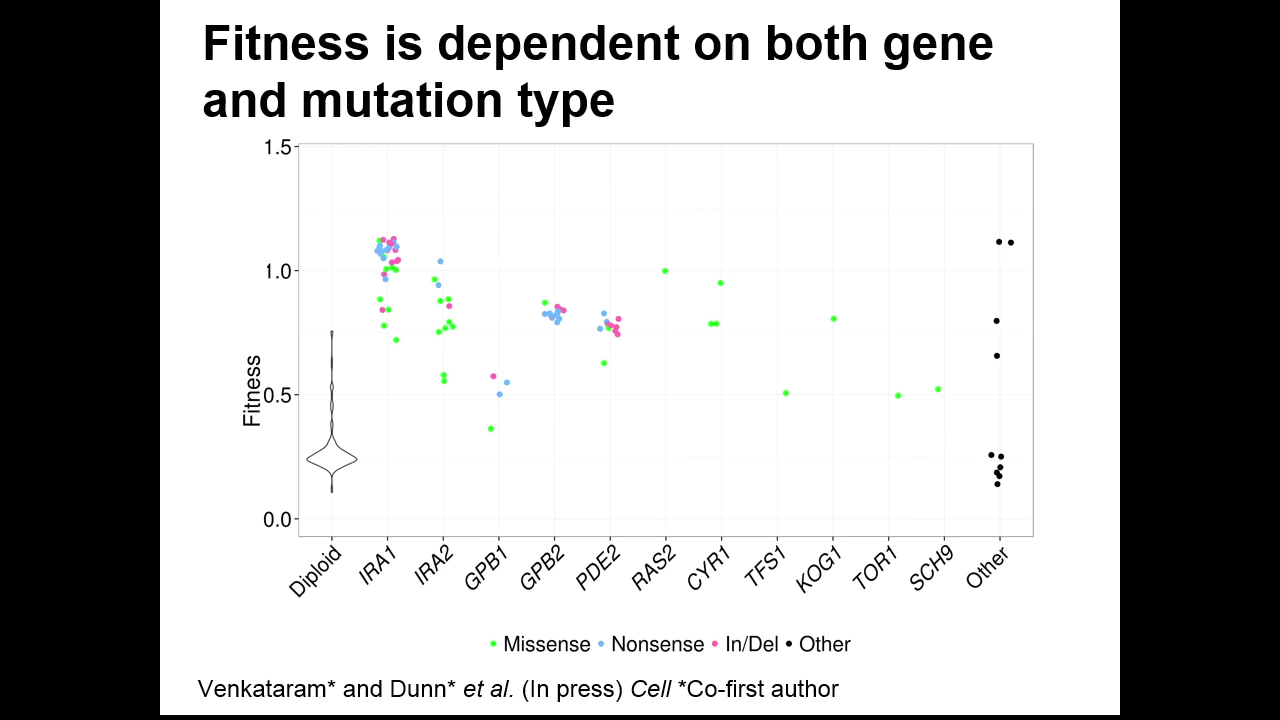 Fitness is dependent on both gene
and mutation type
1.5
1.0
0.5
0.0
Fitness
Diploid
IRA1
IRA2
GPB1
GPB2
PDE2
RAS2
CYR1
TFS1
KOG1
TOR1
SCH9
Other
Missense Nonsense In/Del Other
Venkataram* and Dunn* et al. (In press) Cell *Co-first author